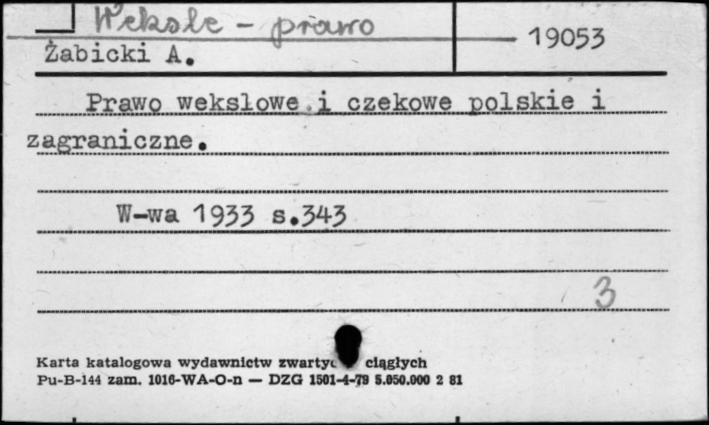 Weksle - prawo
19053
Żabicki A.
Prawo wekslowe i czekowe polskie i
zagraniczne.
W-wa 1933 s.343
3
Karta katalogowa wydawnictw ciągłych
Pu-B-144 zam. 1016-WA-O-n — DZG 1501-4-79 5.050.000 2 81